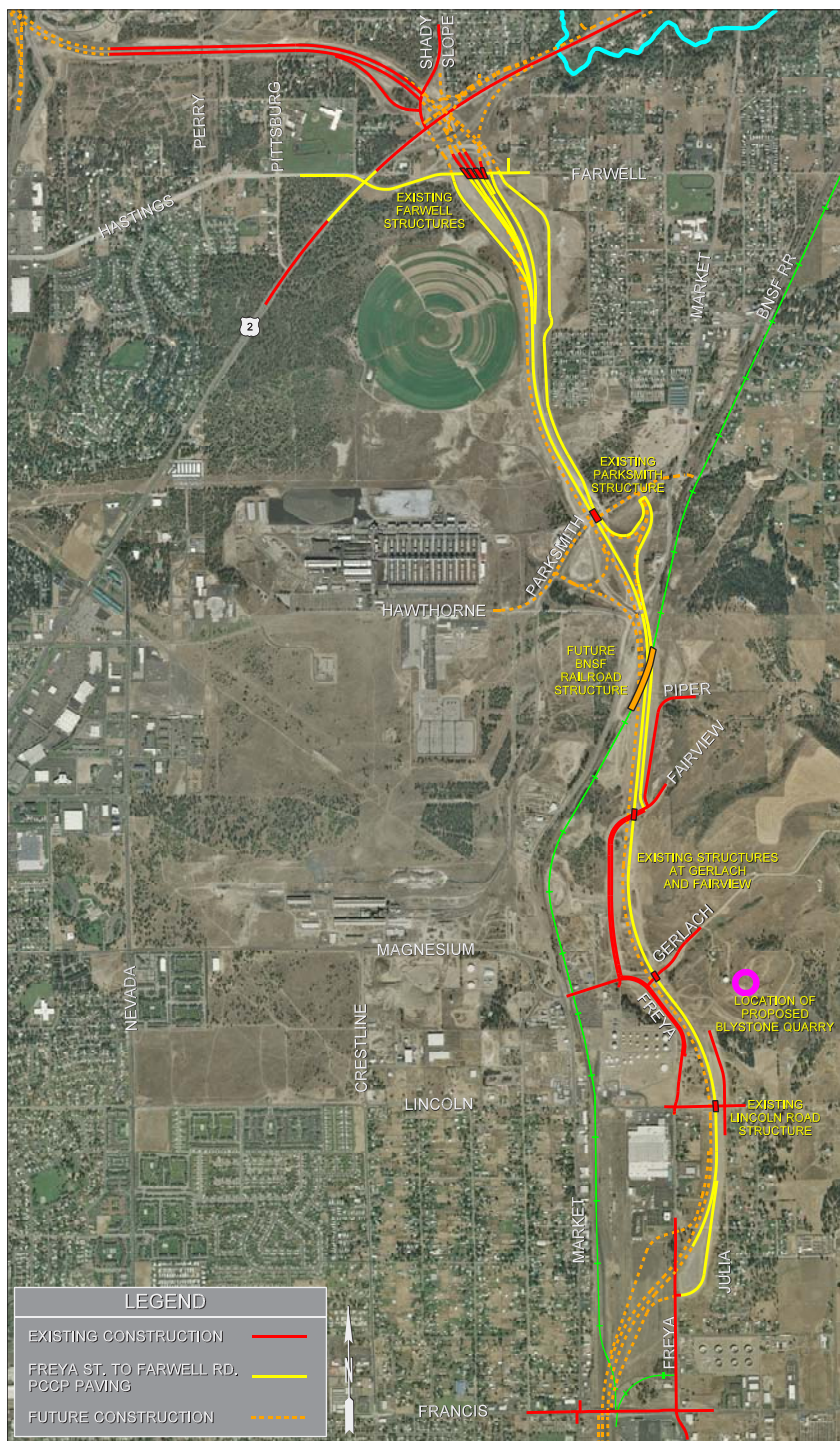 SHADY
SLOPE
PERRY
PITTSBURG
HASTINGS
FARWELL
EXISTING
FARWELL
STRUCTURES
2
MARKET
BNSF RR
EXISTING
PARKSMITH
STRUCTURE
PARKSMITH
HAWTHORNE
FUTURE
BNSF
RAILROAD
STRUCTURE
PIPER
FAIRVIEW
EXISTING STRUCTURES
AT GERLACH
AND FAIRVIEW
MAGNESIUM
GERLACH
NEVADA
FREYA
LOCATION OF
PROPOSED
BLYSTONE QUARRY
CRESTLINE
LINCOLN
EXISTING
LINCOLN ROAD
STRUCTURE
MARKET
JULIA
FREYA
FRANCIS
LEGEND
EXISTING CONSTRUCTION
FREYA ST. TO FARWELL RD.
PCCP PAVING
FUTURE CONSTRUCTION